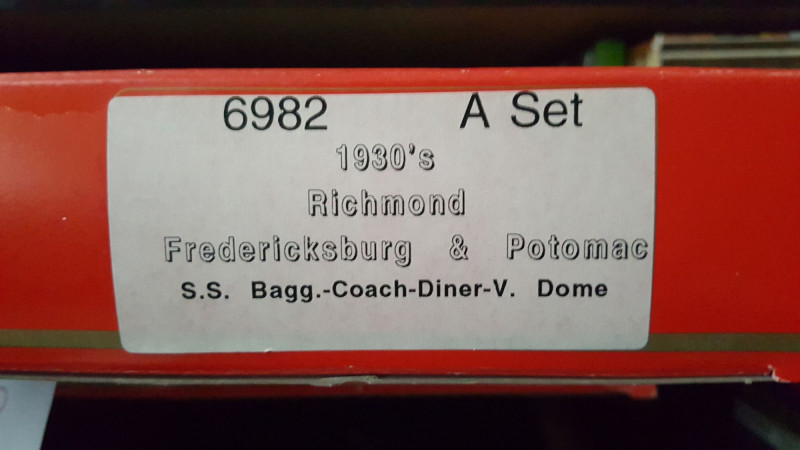 6982 A Set
1930's
Richmond
Fredericksburg & Potomac
S.S. Bagg.-Coach-Diner-V. Dome